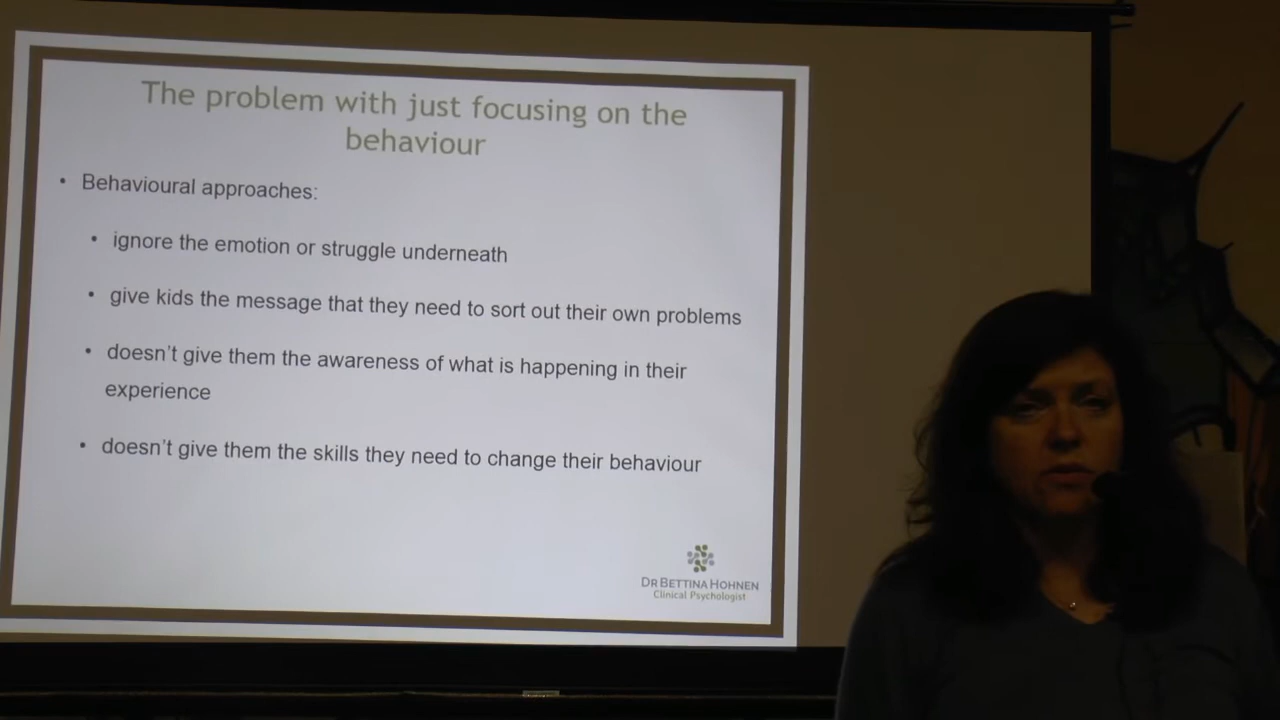 The problem with just focusing on the
behaviour
• Behavioural approaches:
• ignore the emotion or struggle underneath
• give kids the message that they need to sort out their own problems
• doesn't give them the awareness of what is happening in their
experience
• doesn't give them the skills they need to change their behaviour
DR BETTINA HOHNEN
Clinical Psychologist